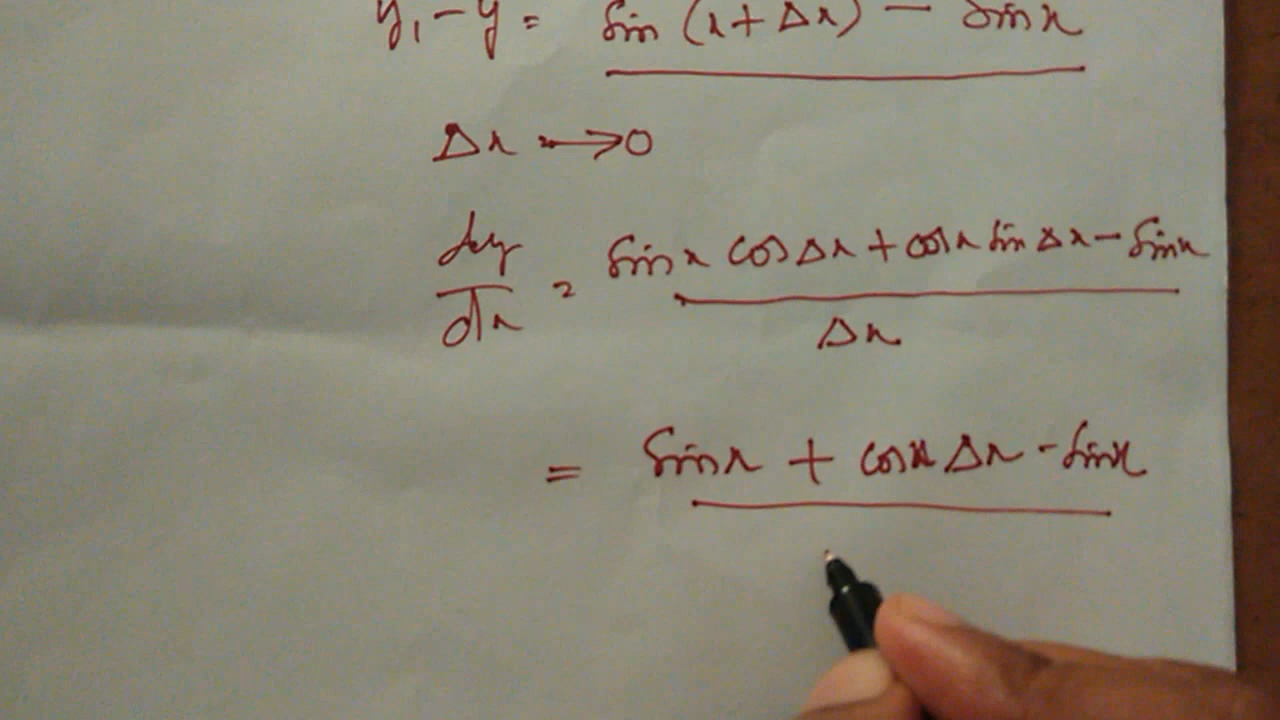 y₁ - y = sin (x + Δx) - sin x
Δx → 0
dy/dx = sin x cos Δx + cos x sin Δx - sin x / Δx
= sin x + cos x Δx - sin x